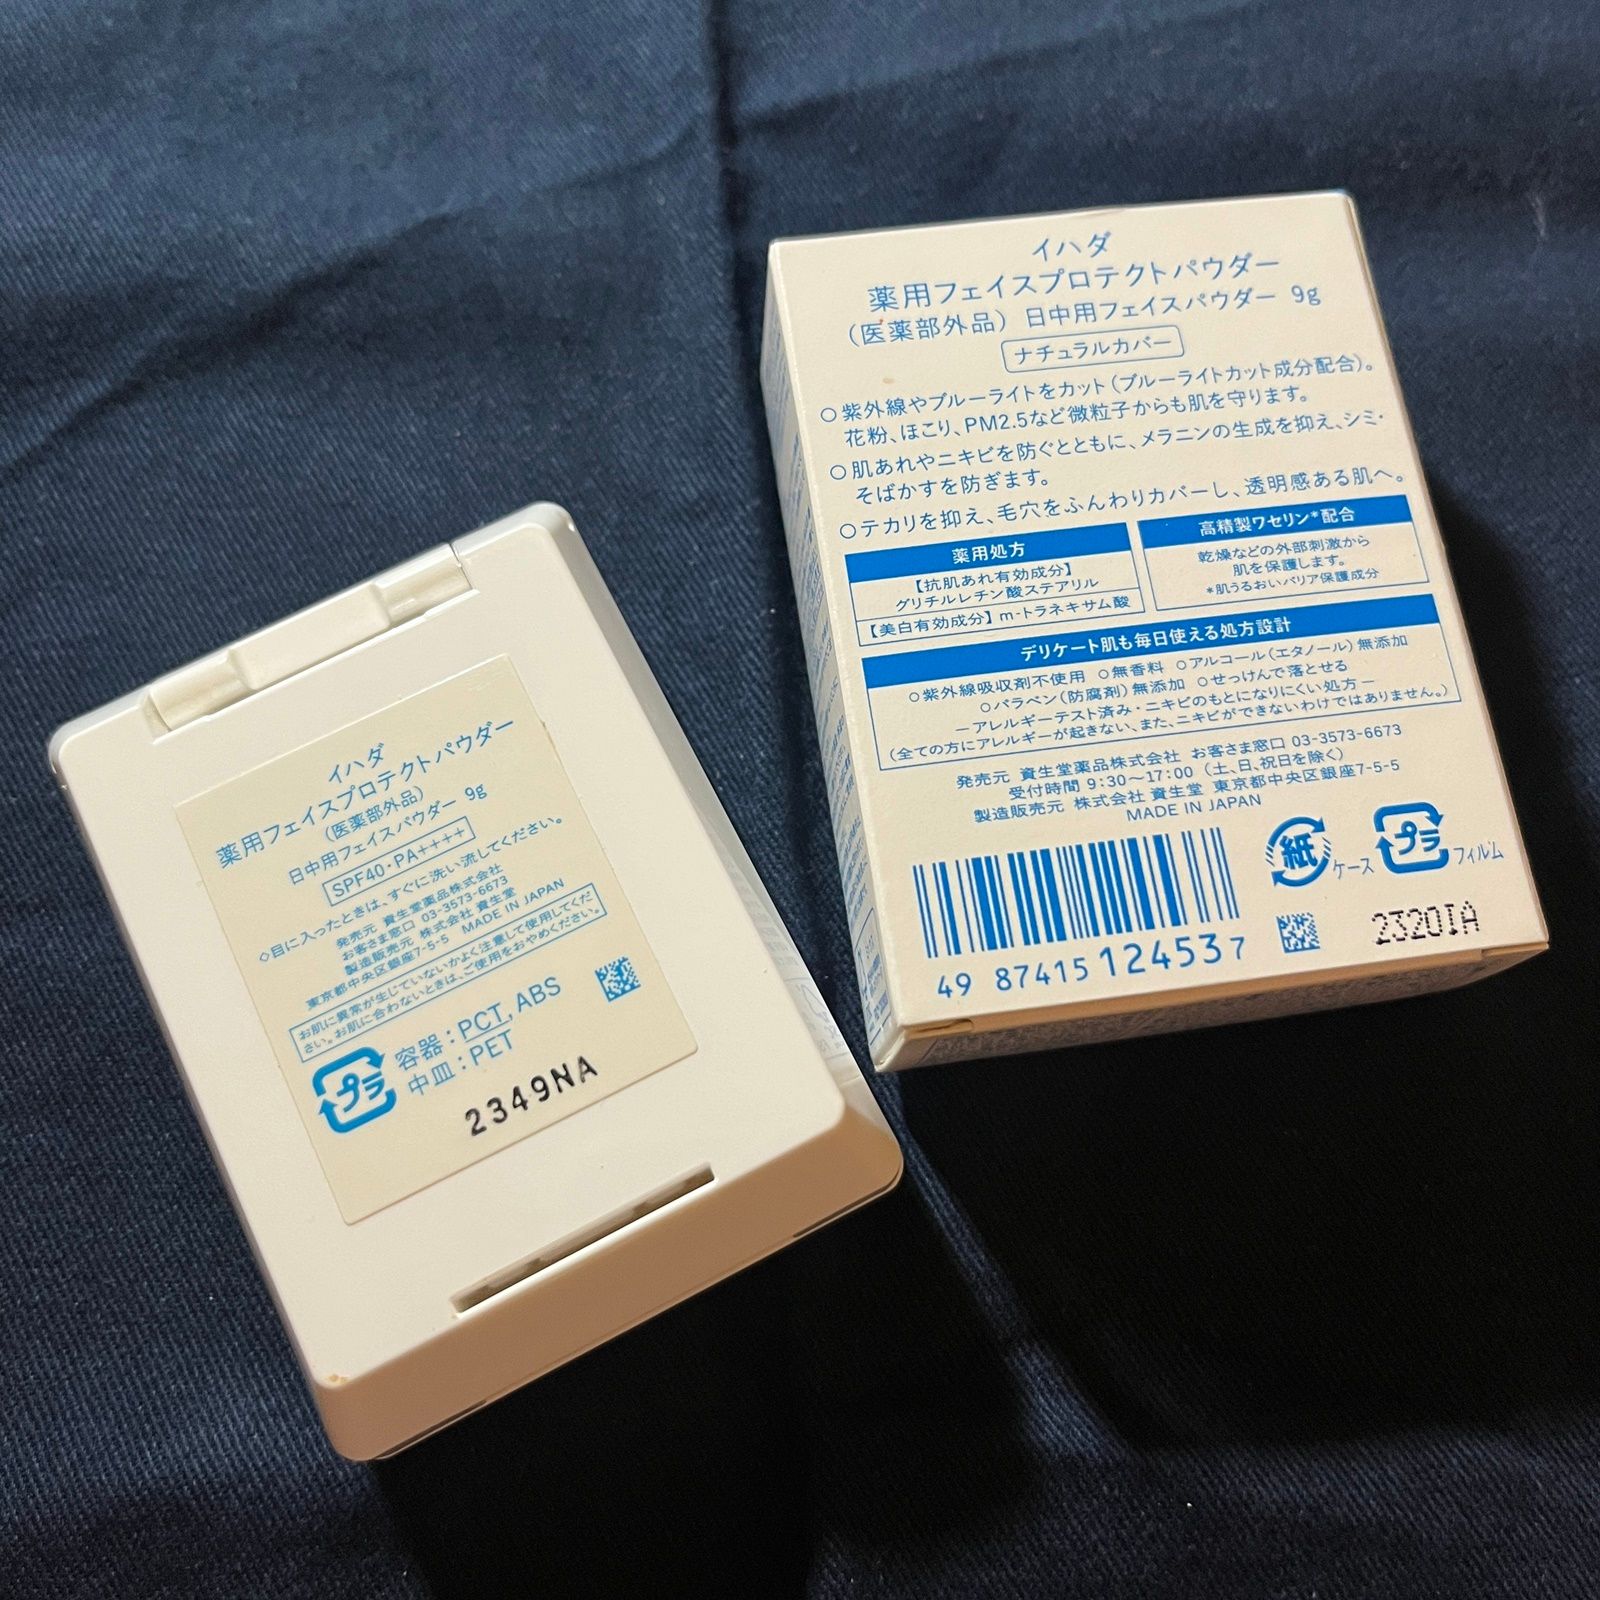 イハダ
薬用フェイスプロテクトパウダー
（医薬部外品）
日中用フェイスパウダー 9g
SPF40・PA++++
◇目に入ったときは、すぐに洗い流してください。
発売元 資生堂薬品株式会社
お客さま窓口 03-3573-6673
製造販売元 株式会社 資生堂
東京都中央区銀座7-5-5 MADE IN JAPAN
お肌に異常が生じていないかよく注意して使用してくだ
さい。お肌に合わないときは、ご使用をおやめください。
プラ
容器：PCT, ABS
中皿：PET
2349NA
イハダ
薬用フェイスプロテクトパウダー
（医薬部外品） 日中用フェイスパウダー 9g
ナチュラルカバー
○紫外線やブルーライトをカット（ブルーライトカット成分配合）。
花粉、ほこり、PM2.5など微粒子からも肌を守ります。
○肌あれやニキビを防ぐとともに、メラニンの生成を抑え、シミ・
そばかすを防ぎます。
○テカリを抑え、毛穴をふんわりカバーし、透明感ある肌へ。
薬用処方
【抗肌あれ有効成分】
グリチルレチン酸ステアリル
【美白有効成分】m-トラネキサム酸
高精製ワセリン*配合
乾燥などの外部刺激から
肌を保護します。
*肌うるおいバリア保護成分
デリケート肌も毎日使える処方設計
○紫外線吸収剤不使用 ○無香料 ○アルコール（エタノール）無添加
○パラベン（防腐剤）無添加 ○せっけんで落とせる
－アレルギーテスト済み・ニキビのもとになりにくい処方－
（全ての方にアレルギーが起きない、また、ニキビができないわけではありません。）
発売元 資生堂薬品株式会社 お客さま窓口 03-3573-6673
受付時間 9:30～17:00（土、日、祝日を除く）
製造販売元 株式会社 資生堂 東京都中央区銀座7-5-5
MADE IN JAPAN
紙 ケース プラ フィルム
49 87415 124537
2320IA